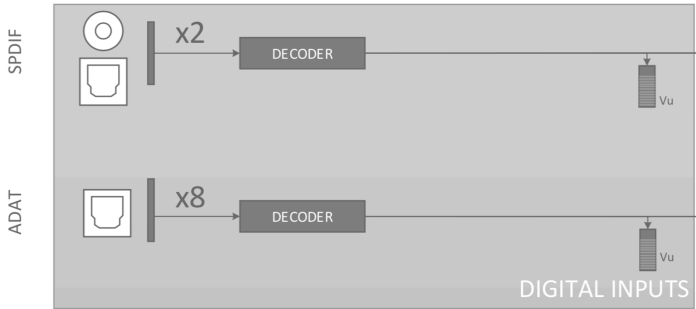 SPDIF
x2
DECODER
Vu
ADAT
x8
DECODER
Vu
DIGITAL INPUTS